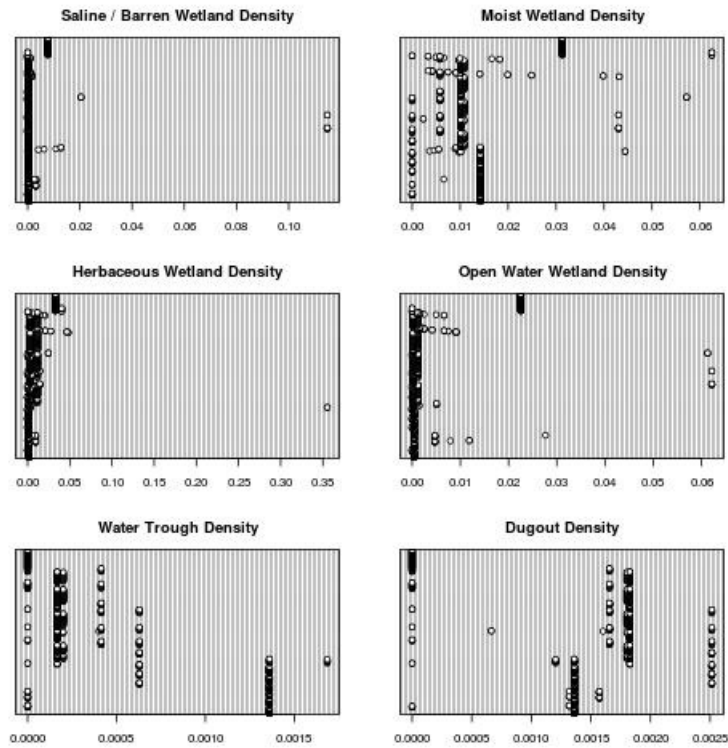 Saline / Barren Wetland Density
Moist Wetland Density
0.00 0.02 0.04 0.06 0.08 0.10
0.00 0.01 0.02 0.03 0.04 0.05 0.06
Herbaceous Wetland Density
Open Water Wetland Density
0.00 0.05 0.10 0.15 0.20 0.25 0.30 0.35
0.00 0.01 0.02 0.03 0.04 0.05 0.06
Water Trough Density
Dugout Density
0.0000 0.0005 0.0010 0.0015
0.0000 0.0005 0.0010 0.0015 0.0020 0.0025